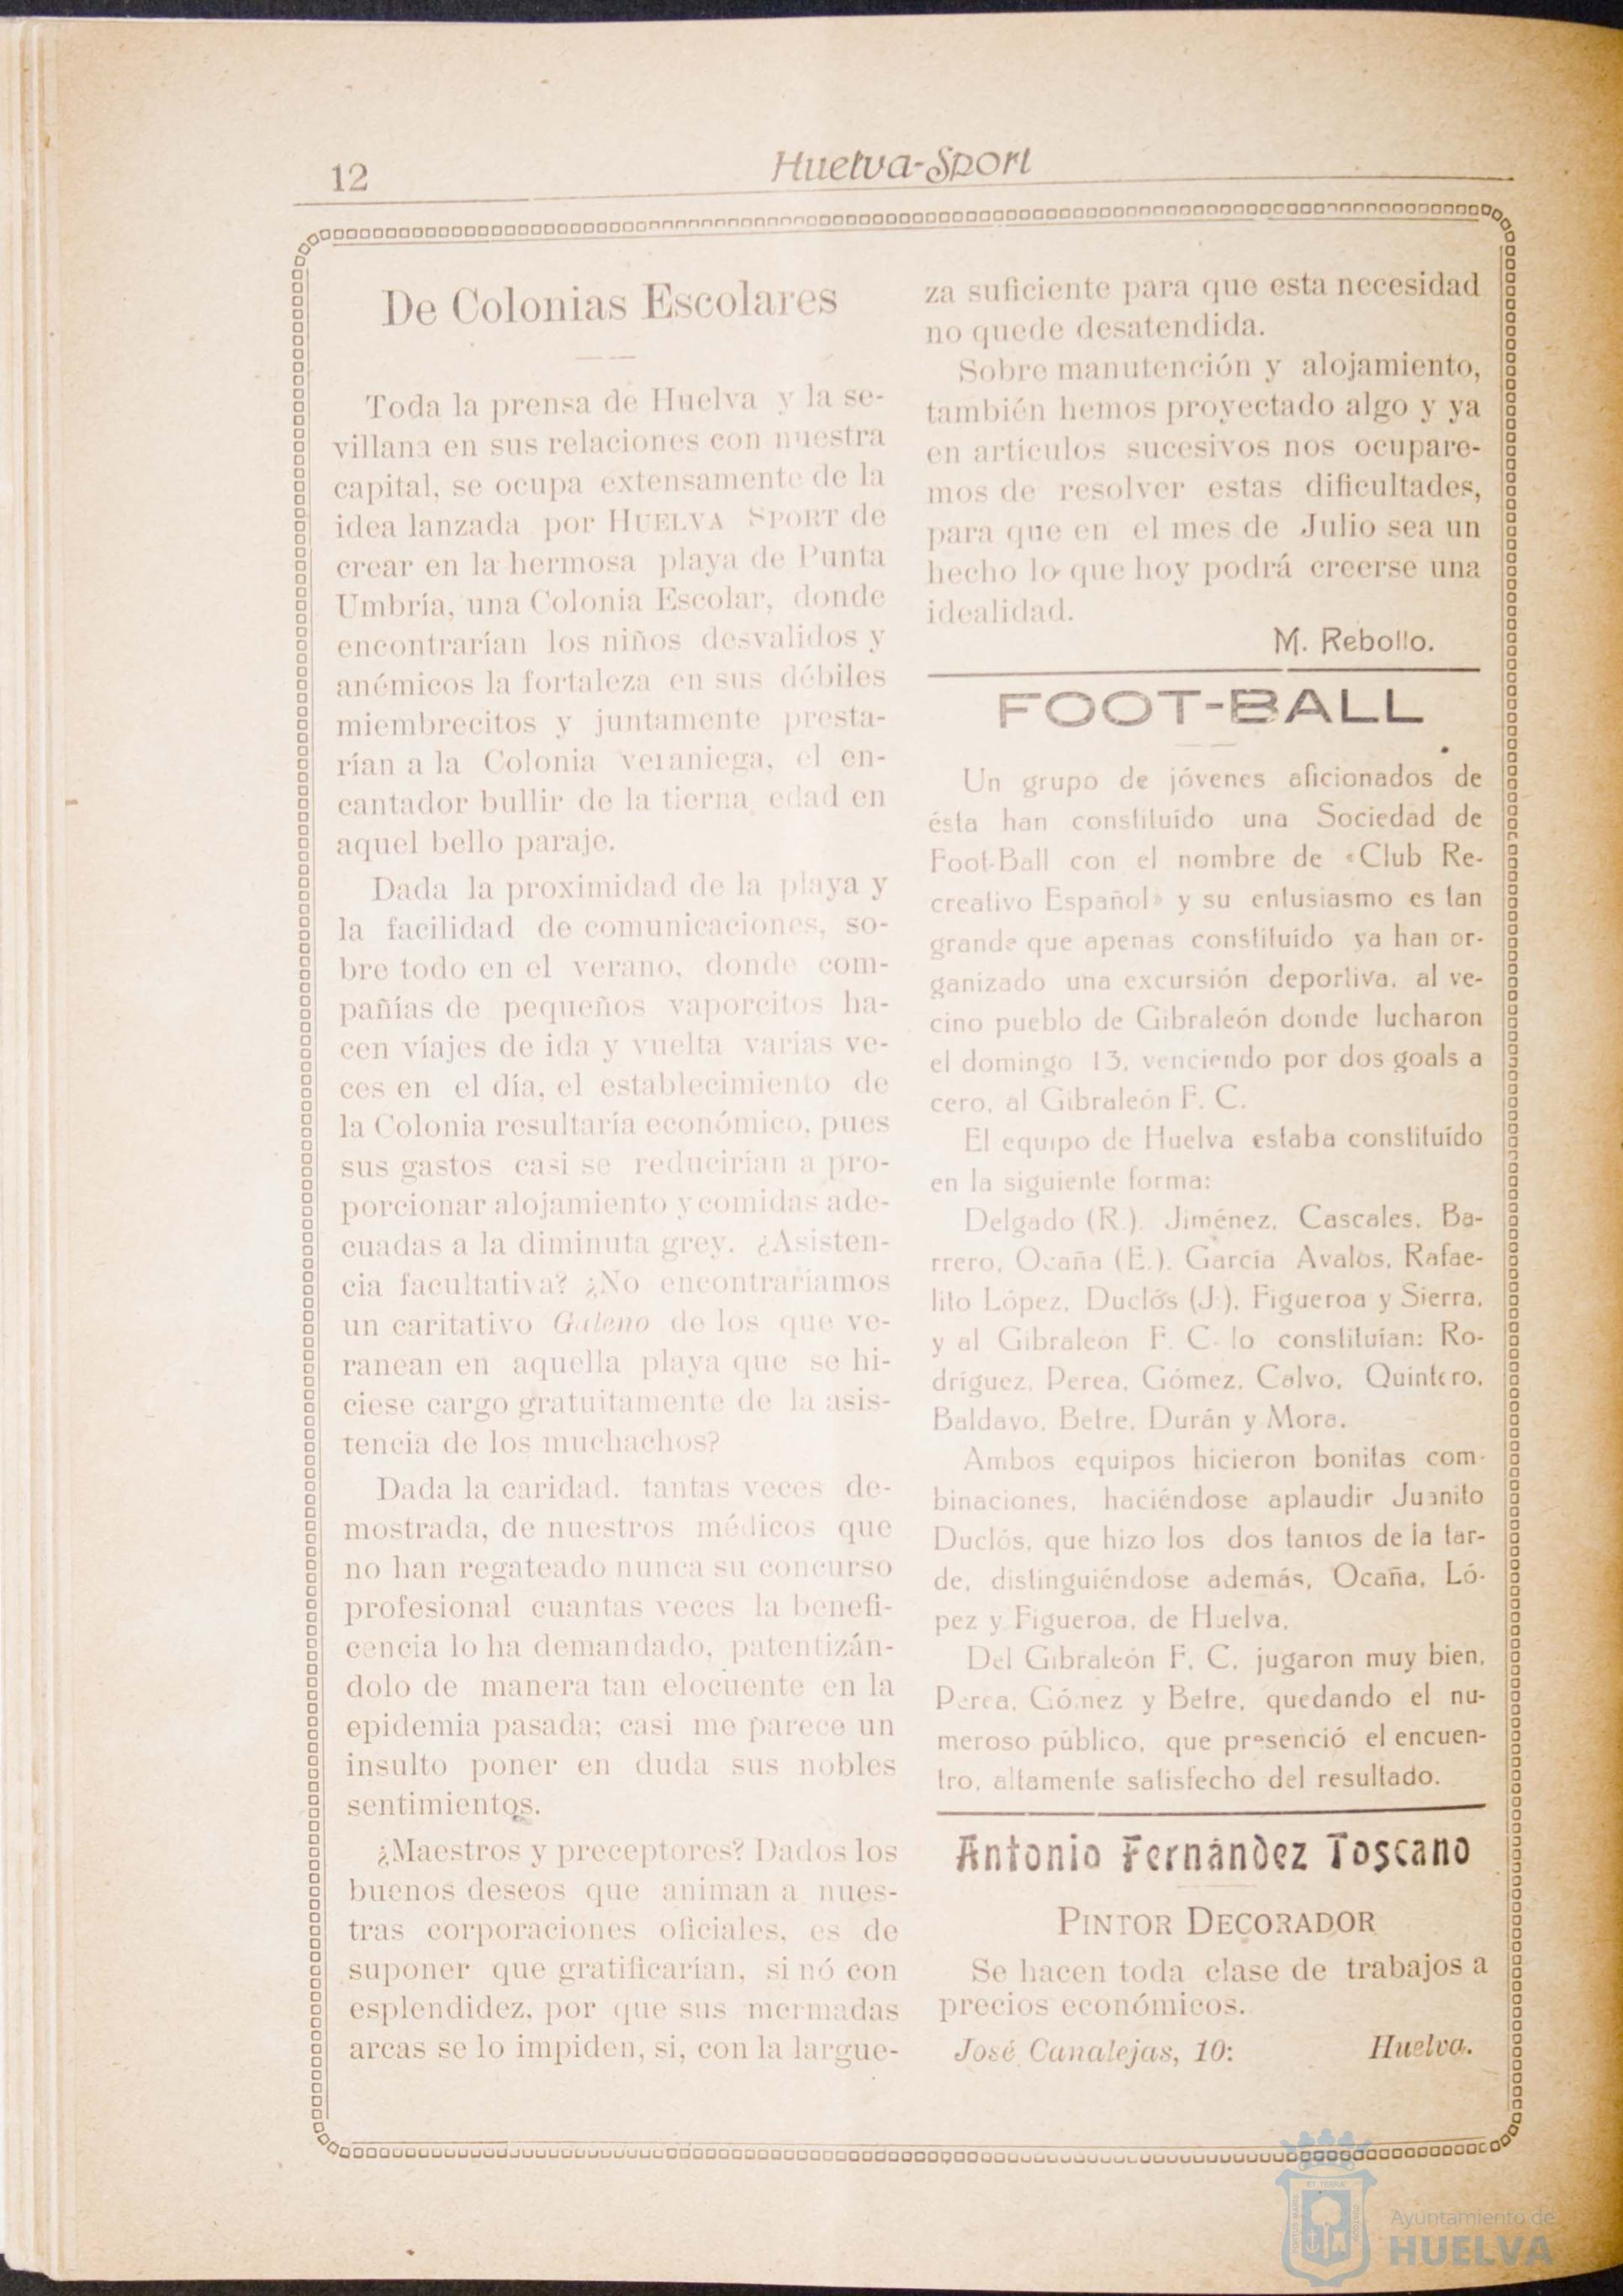 12
Huelva-Sport
De Colonias Escolares
Toda la prensa de Huelva y la se-
villana en sus relaciones con nuestra
capital, se ocupa extensamente de la
idea lanzada por HUELVA SPORT de
crear en la hermosa playa de Punta
Umbría, una Colonia Escolar, donde
encontrarían los niños desvalidos y
anémicos la fortaleza en sus débiles
miembrecitos y juntamente presta-
rían a la Colonia veraniega, el en-
cantador bullir de la tierna edad en
aquel bello paraje.
Dada la proximidad de la playa y
la facilidad de comunicaciones, so-
bre todo en el verano, donde com-
pañías de pequeños vaporcitos ha-
cen víajes de ida y vuelta varias ve-
ces en el día, el establecimiento de
la Colonia resultaría económico, pues
sus gastos casi se reducirían a pro-
porcionar alojamiento y comidas ade-
cuadas a la diminuta grey. ¿Asisten-
cia facultativa? ¿No encontraríamos
un caritativo Galeno de los que ve-
ranean en aquella playa que se hi-
ciese cargo gratuitamente de la asis-
tencia de los muchachos?
Dada la caridad. tantas veces de-
mostrada, de nuestros médicos que
no han regateado nunca su concurso
profesional cuantas veces la benefi-
cencia lo ha demandado, patentizán-
dolo de manera tan elocuente en la
epidemia pasada; casi me parece un
insulto poner en duda sus nobles
sentimientos.
¿Maestros y preceptores? Dados los
buenos deseos que animan a nues-
tras corporaciones oficiales, es de
suponer que gratificarían, si nó con
esplendidez, por que sus mermadas
arcas se lo impiden, si, con la largue-
za suficiente para que esta necesidad
no quede desatendida.
Sobre manutención y alojamiento,
también hemos proyectado algo y ya
en artículos sucesivos nos ocupare-
mos de resolver estas dificultades,
para que en el mes de Julio sea un
hecho lo que hoy podrá creerse una
idealidad.
M. Rebollo.
FOOT-BALL
Un grupo de jóvenes aficionados de
ésta han constituído una Sociedad de
Foot-Ball con el nombre de «Club Re-
creativo Español» y su entusiasmo es tan
grande que apenas constituído ya han or-
ganizado una excursión deportiva, al ve-
cino pueblo de Gibraleón donde lucharon
el domingo 13, venciendo por dos goals a
cero, al Gibraleón F. C.
El equipo de Huelva estaba constituído
en la siguiente forma:
Delgado (R.). Jiménez, Cascales, Ba-
rrero, Ocaña (E.). García Avalos, Rafae-
lito López, Duclós (J.), Figueroa y Sierra,
y al Gibraleón F. C. lo constituían: Ro-
dríguez, Perea, Gómez, Calvo, Quintero,
Baldavo, Betre, Durán y Mora.
Ambos equipos hicieron bonitas com-
binaciones, haciéndose aplaudir Juanito
Duclós, que hizo los dos tantos de la tar-
de, distinguiéndose además, Ocaña, Ló-
pez y Figueroa, de Huelva.
Del Gibraleón F. C. jugaron muy bien,
Perea, Gómez y Betre, quedando el nu-
meroso público, que presenció el encuen-
tro, altamente satisfecho del resultado.
Antonio Fernández Toscano
PINTOR DECORADOR
Se hacen toda clase de trabajos a
precios económicos.
José Canalejas, 10: Huelva.
Ayuntamiento de
HUELVA